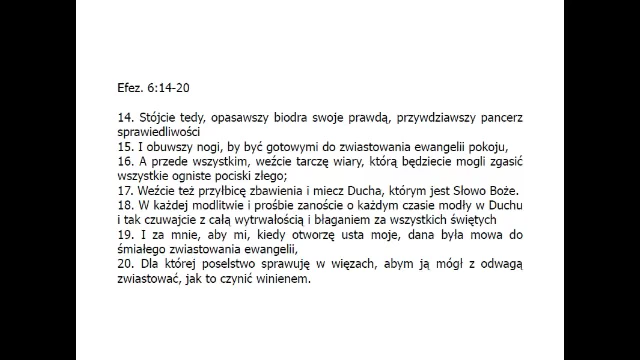 Efez. 6:14-20
14. Stójcie tedy, opasawszy biodra swoje prawdą, przywdziawszy pancerz
sprawiedliwości
15. I obuwszy nogi, by być gotowymi do zwiastowania ewangelii pokoju,
16. A przede wszystkim, weźcie tarczę wiary, którą będziecie mogli zgasić
wszystkie ogniste pociski złego;
17. Weźcie też przyłbicę zbawienia i miecz Ducha, którym jest Słowo Boże.
18. W każdej modlitwie i prośbie zanoście o każdym czasie modły w Duchu
i tak czuwajcie z całą wytrwałością i błaganiem za wszystkich świętych
19. I za mnie, aby mi, kiedy otworzę usta moje, dana była mowa do
śmiałego zwiastowania ewangelii,
20. Dla której poselstwo sprawuję w więzach, abym ją mógł z odwagą
zwiastować, jak to czynić winienem.